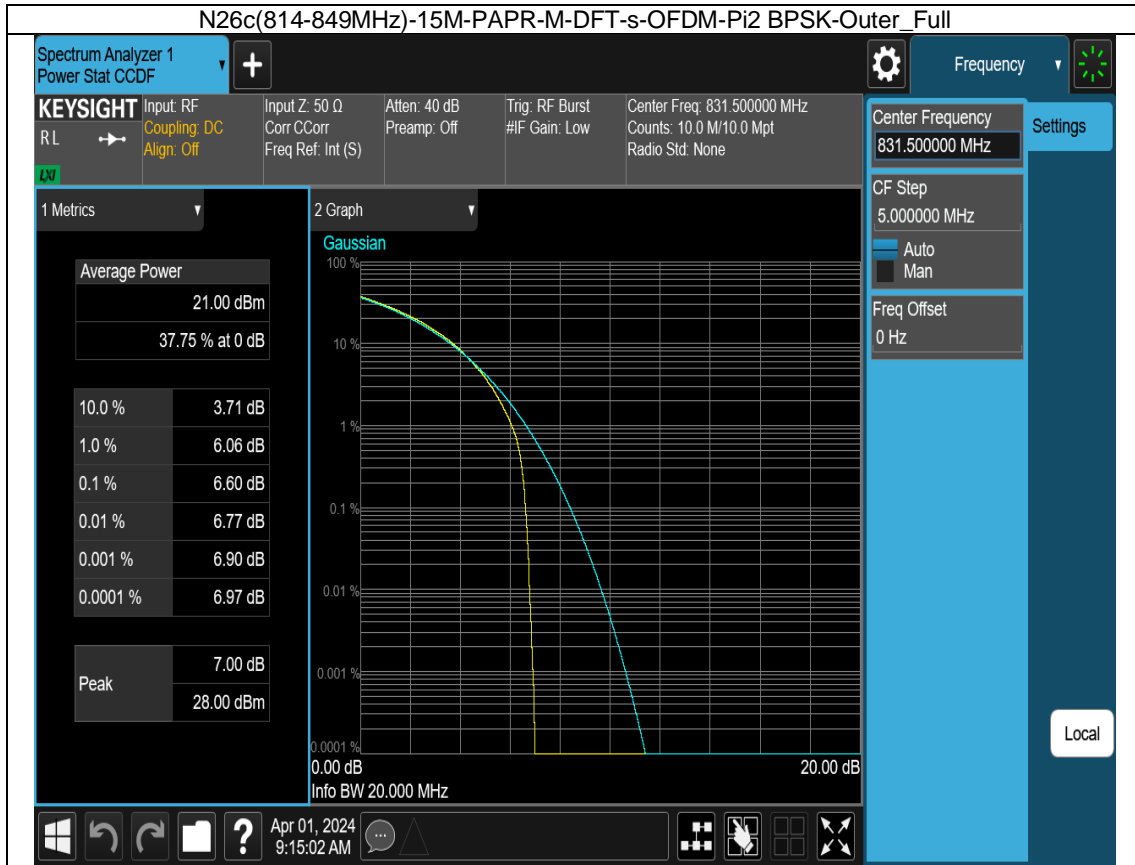 N26c(814-849MHz)-15M-PAPR-M-DFT-s-OFDM-Pi2 BPSK-Outer_Full
Spectrum Analyzer 1
Power Stat CCDF
Frequency
KEYSIGHT
R L
LXI
Input: RF
Coupling: DC
Align: Off
Input Z: 50 Ω
Corr CCorr
Freq Ref: Int (S)
Atten: 40 dB
Preamp: Off
Trig: RF Burst
#IF Gain: Low
Center Freq: 831.500000 MHz
Counts: 10.0 M/10.0 Mpt
Radio Std: None
Center Frequency
831.500000 MHz
Settings
CF Step
5.000000 MHz
Auto
Man
Freq Offset
0 Hz
1 Metrics
Average Power
21.00 dBm
37.75 % at 0 dB
10.0 % 3.71 dB
1.0 % 6.06 dB
0.1 % 6.60 dB
0.01 % 6.77 dB
0.001 % 6.90 dB
0.0001 % 6.97 dB
Peak
7.00 dB
28.00 dBm
2 Graph
Gaussian
100 %
10 %
1 %
0.1 %
0.01 %
0.001 %
0.0001 %
0.00 dB 20.00 dB
Info BW 20.000 MHz
Local
?
Apr 01, 2024
9:15:02 AM